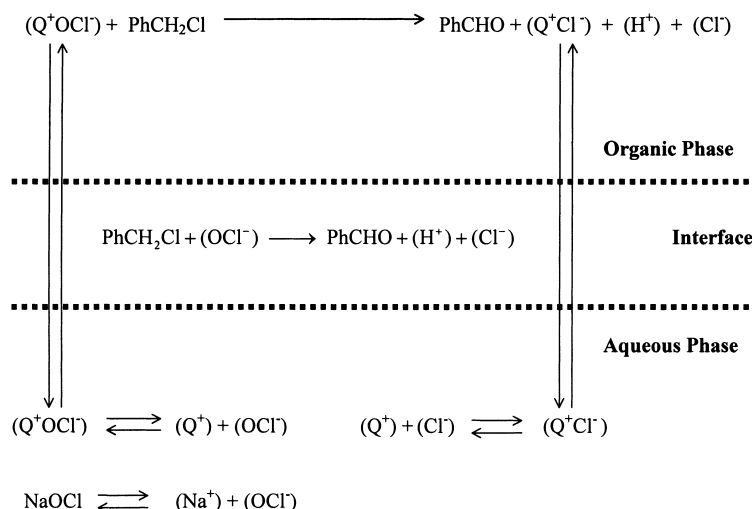 (Q⁺OCl⁻) + PhCH₂Cl ⟶ PhCHO + (Q⁺Cl⁻) + (H⁺) + (Cl⁻)
Organic Phase
PhCH₂Cl + (OCl⁻) ⟶ PhCHO + (H⁺) + (Cl⁻) Interface
Aqueous Phase
(Q⁺OCl⁻) ⇌ (Q⁺) + (OCl⁻) (Q⁺) + (Cl⁻) ⇌ (Q⁺Cl⁻)
NaOCl ⇌ (Na⁺) + (OCl⁻)